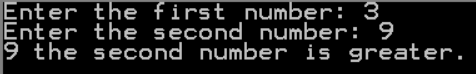 Enter the first number: 3
Enter the second number: 9
9 the second number is greater.